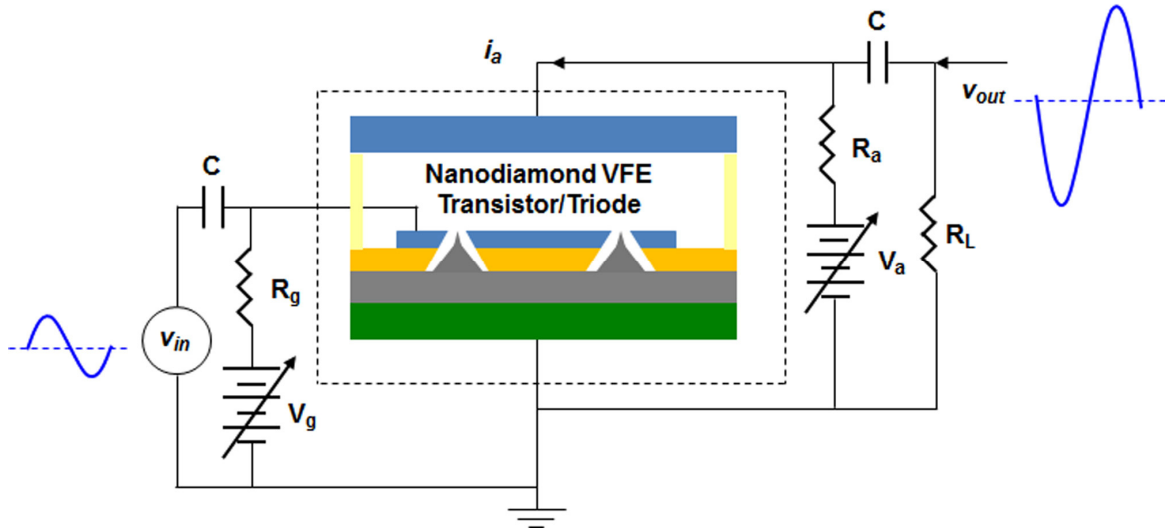 C
i_a
v_out
R_a
Nanodiamond VFE
Transistor/Triode
C
V_a
R_L
R_g
v_in
V_g